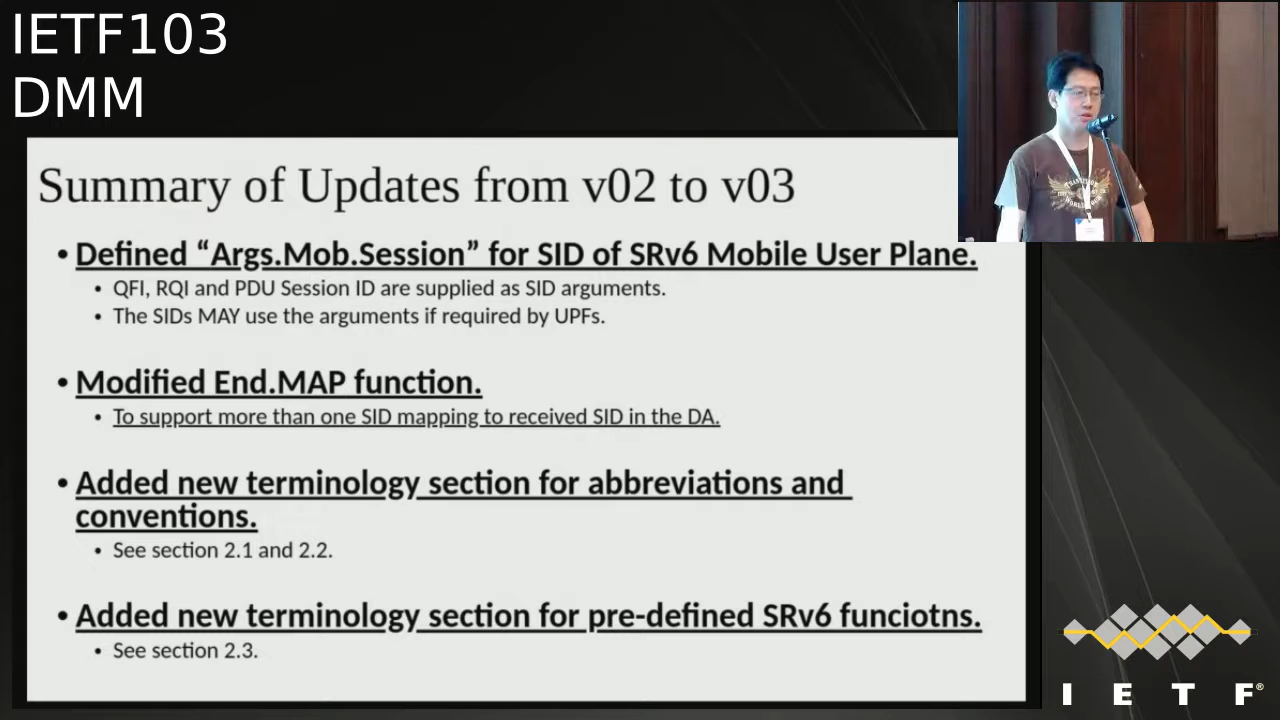 IETF103
DMM
Summary of Updates from v02 to v03
• Defined “Args.Mob.Session” for SID of SRv6 Mobile User Plane.
• QFI, RQI and PDU Session ID are supplied as SID arguments.
• The SIDs MAY use the arguments if required by UPFs.
• Modified End.MAP function.
• To support more than one SID mapping to received SID in the DA.
• Added new terminology section for abbreviations and
conventions.
• See section 2.1 and 2.2.
• Added new terminology section for pre-defined SRv6 funciotns.
• See section 2.3.
I E T F®